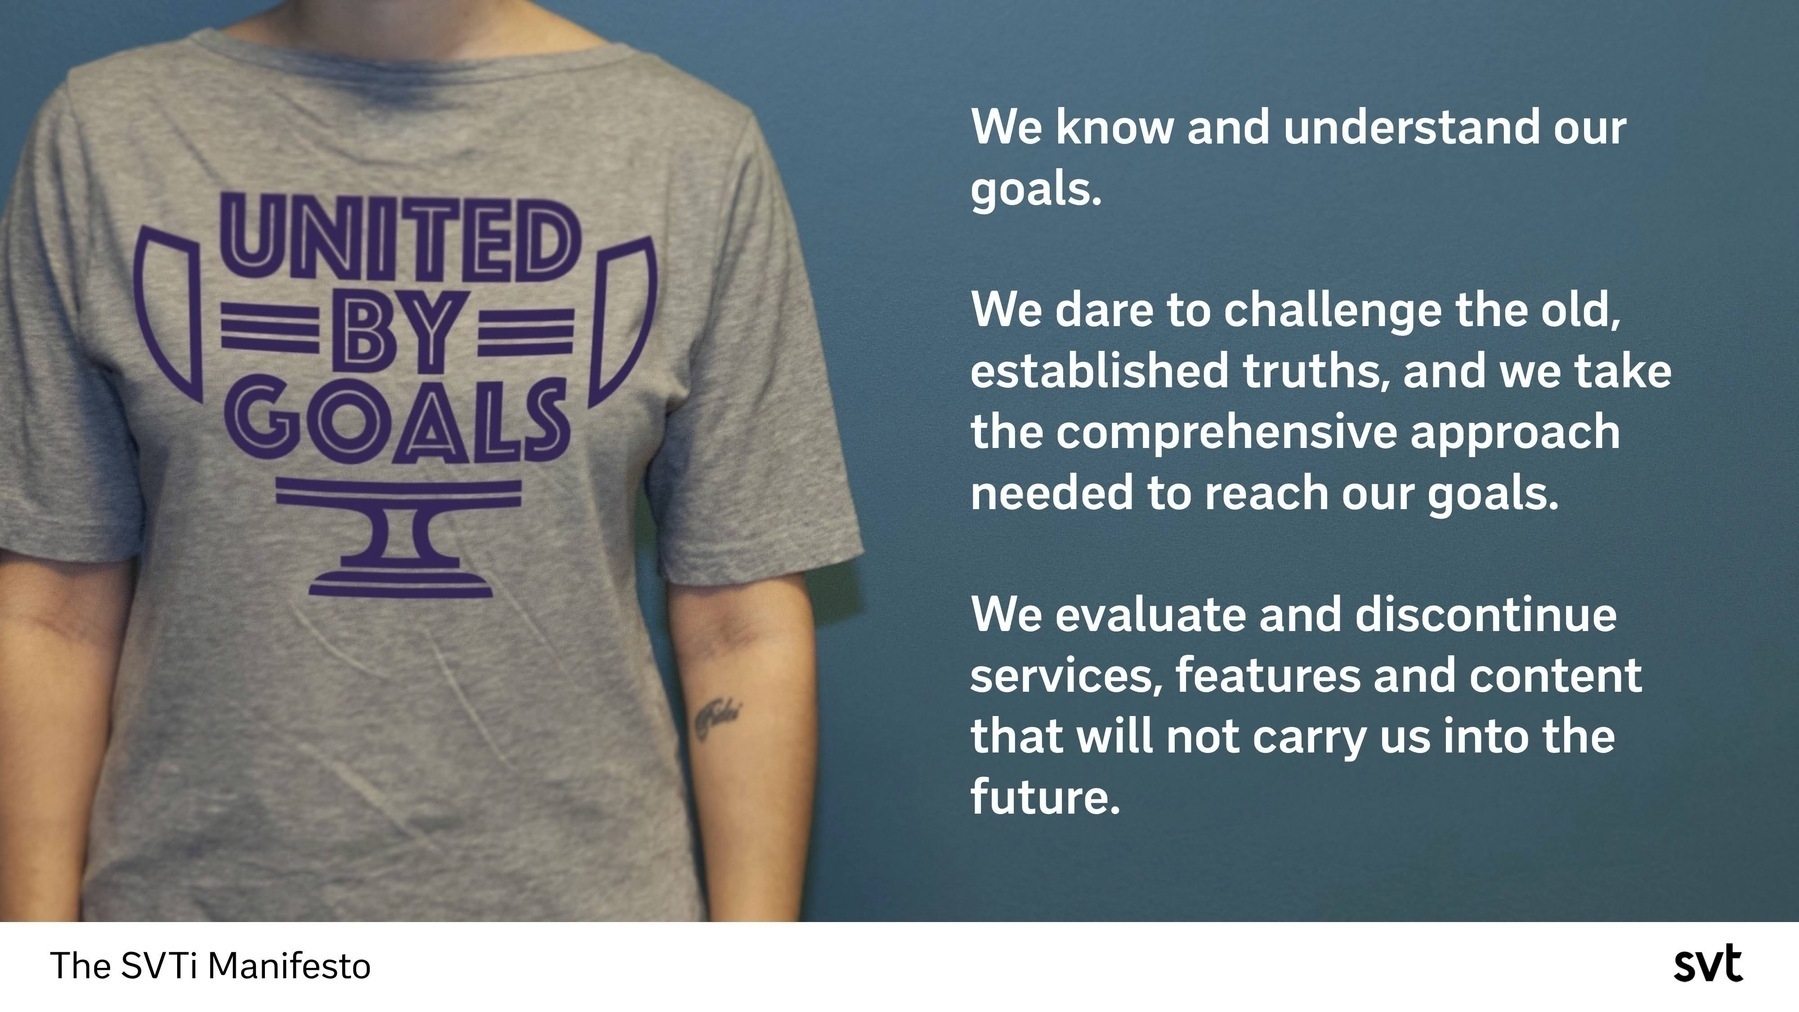 UNITED
BY
GOALS
We know and understand our
goals.
We dare to challenge the old,
established truths, and we take
the comprehensive approach
needed to reach our goals.
We evaluate and discontinue
services, features and content
that will not carry us into the
future.
The SVTi Manifesto
svt